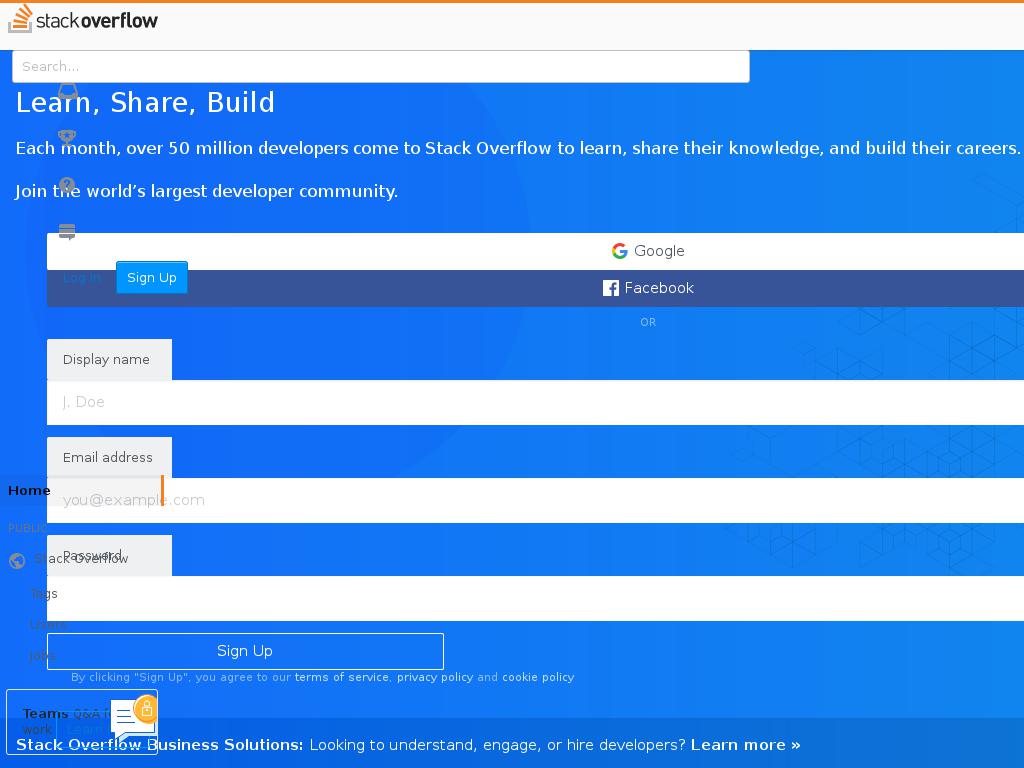 stackoverflow
Search…
Learn, Share, Build
Each month, over 50 million developers come to Stack Overflow to learn, share their knowledge, and build their careers.
Join the world’s largest developer community.
Google
Log In Sign Up
Facebook
OR
Display name
J. Doe
Email address
Home
you@example.com
PUBLIC
Password
Stack Overflow
Tags
Users
Jobs
Sign Up
By clicking "Sign Up", you agree to our terms of service, privacy policy and cookie policy
Teams Q&A f
work Learn
Stack Overflow Business Solutions: Looking to understand, engage, or hire developers? Learn more »